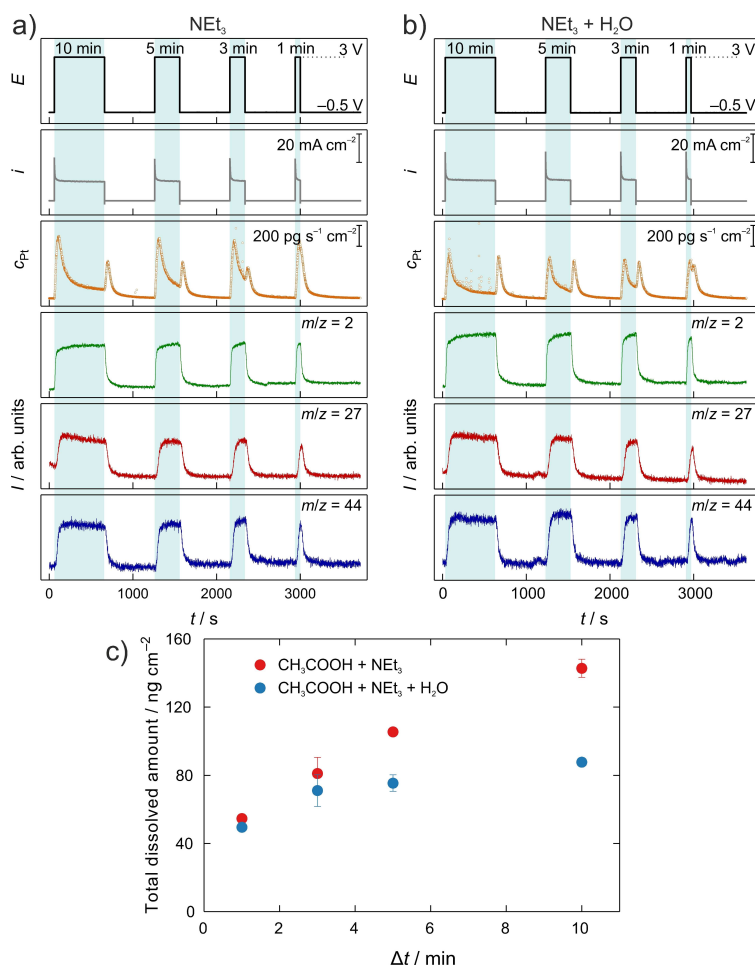 a) NEt₃
10 min 5 min 3 min 1 min 3 V
E
–0.5 V
20 mA cm⁻²
i
200 pg s⁻¹ cm⁻²
cPt
m/z = 2
m/z = 27
I / arb. units
m/z = 44
0 1000 2000 3000
t / s
b) NEt₃ + H₂O
10 min 5 min 3 min 1 min 3 V
E
–0.5 V
20 mA cm⁻²
i
200 pg s⁻¹ cm⁻²
cPt
m/z = 2
m/z = 27
I / arb. units
m/z = 44
0 1000 2000 3000
t / s
c)
Total dissolved amount / ng cm⁻²
160
120
80
40
0
CH₃COOH + NEt₃
CH₃COOH + NEt₃ + H₂O
0 2 4 6 8 10
Δt / min